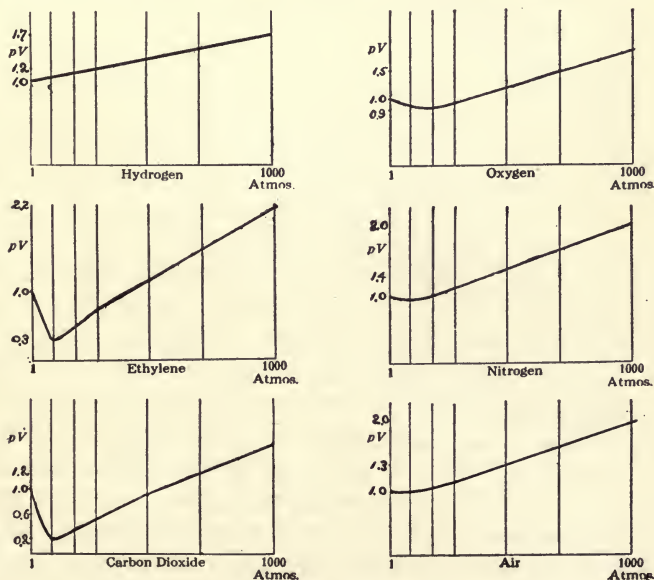 1.7
pV
1.2
1.0
1
Hydrogen
1000
Atmos.
pV
1.5
1.0
0.9
1
Oxygen
1000
Atmos.
2.2
pV
1.0
0.3
1
Ethylene
1000
Atmos.
2.0
pV
1.4
1.0
1
Nitrogen
1000
Atmos.
pV
1.2
1.0
0.6
0.2
1
Carbon Dioxide
1000
Atmos.
2.0
pV
1.3
1.0
1
Air
1000
Atmos.